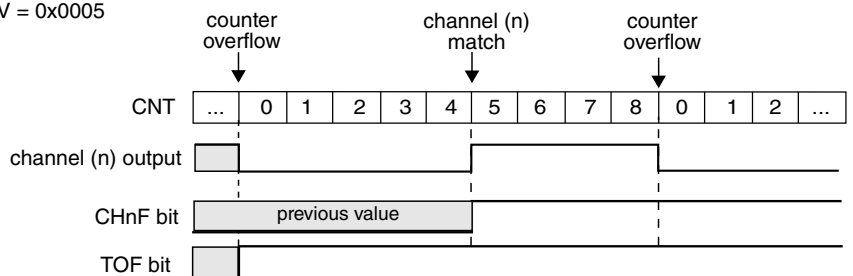 V = 0x0005
counter overflow
channel (n) match
counter overflow
CNT ... 0 1 2 3 4 5 6 7 8 0 1 2 ...
channel (n) output
CHnF bit previous value
TOF bit